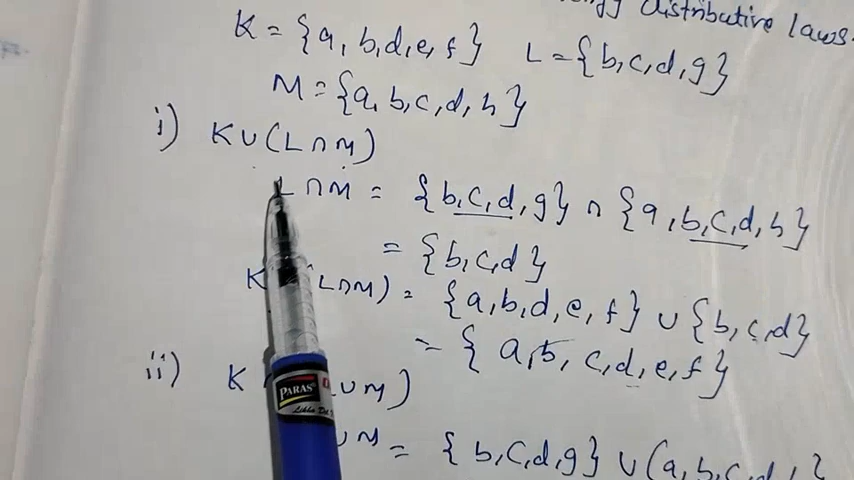 distributive laws.
K = {a, b, d, e, f} L = {b, c, d, g}
M = {a, b, c, d, h}
i) K ∪ (L ∩ M)
L ∩ M = {b, c, d, g} ∩ {a, b, c, d, h}
= {b, c, d}
K (L ∩ M) = {a, b, d, e, f} ∪ {b, c, d}
= {a, b, c, d, e, f}
ii) K L ∪ M)
∪ M = {b, c, d, g} ∪ {a, b, c, d,
PARAS